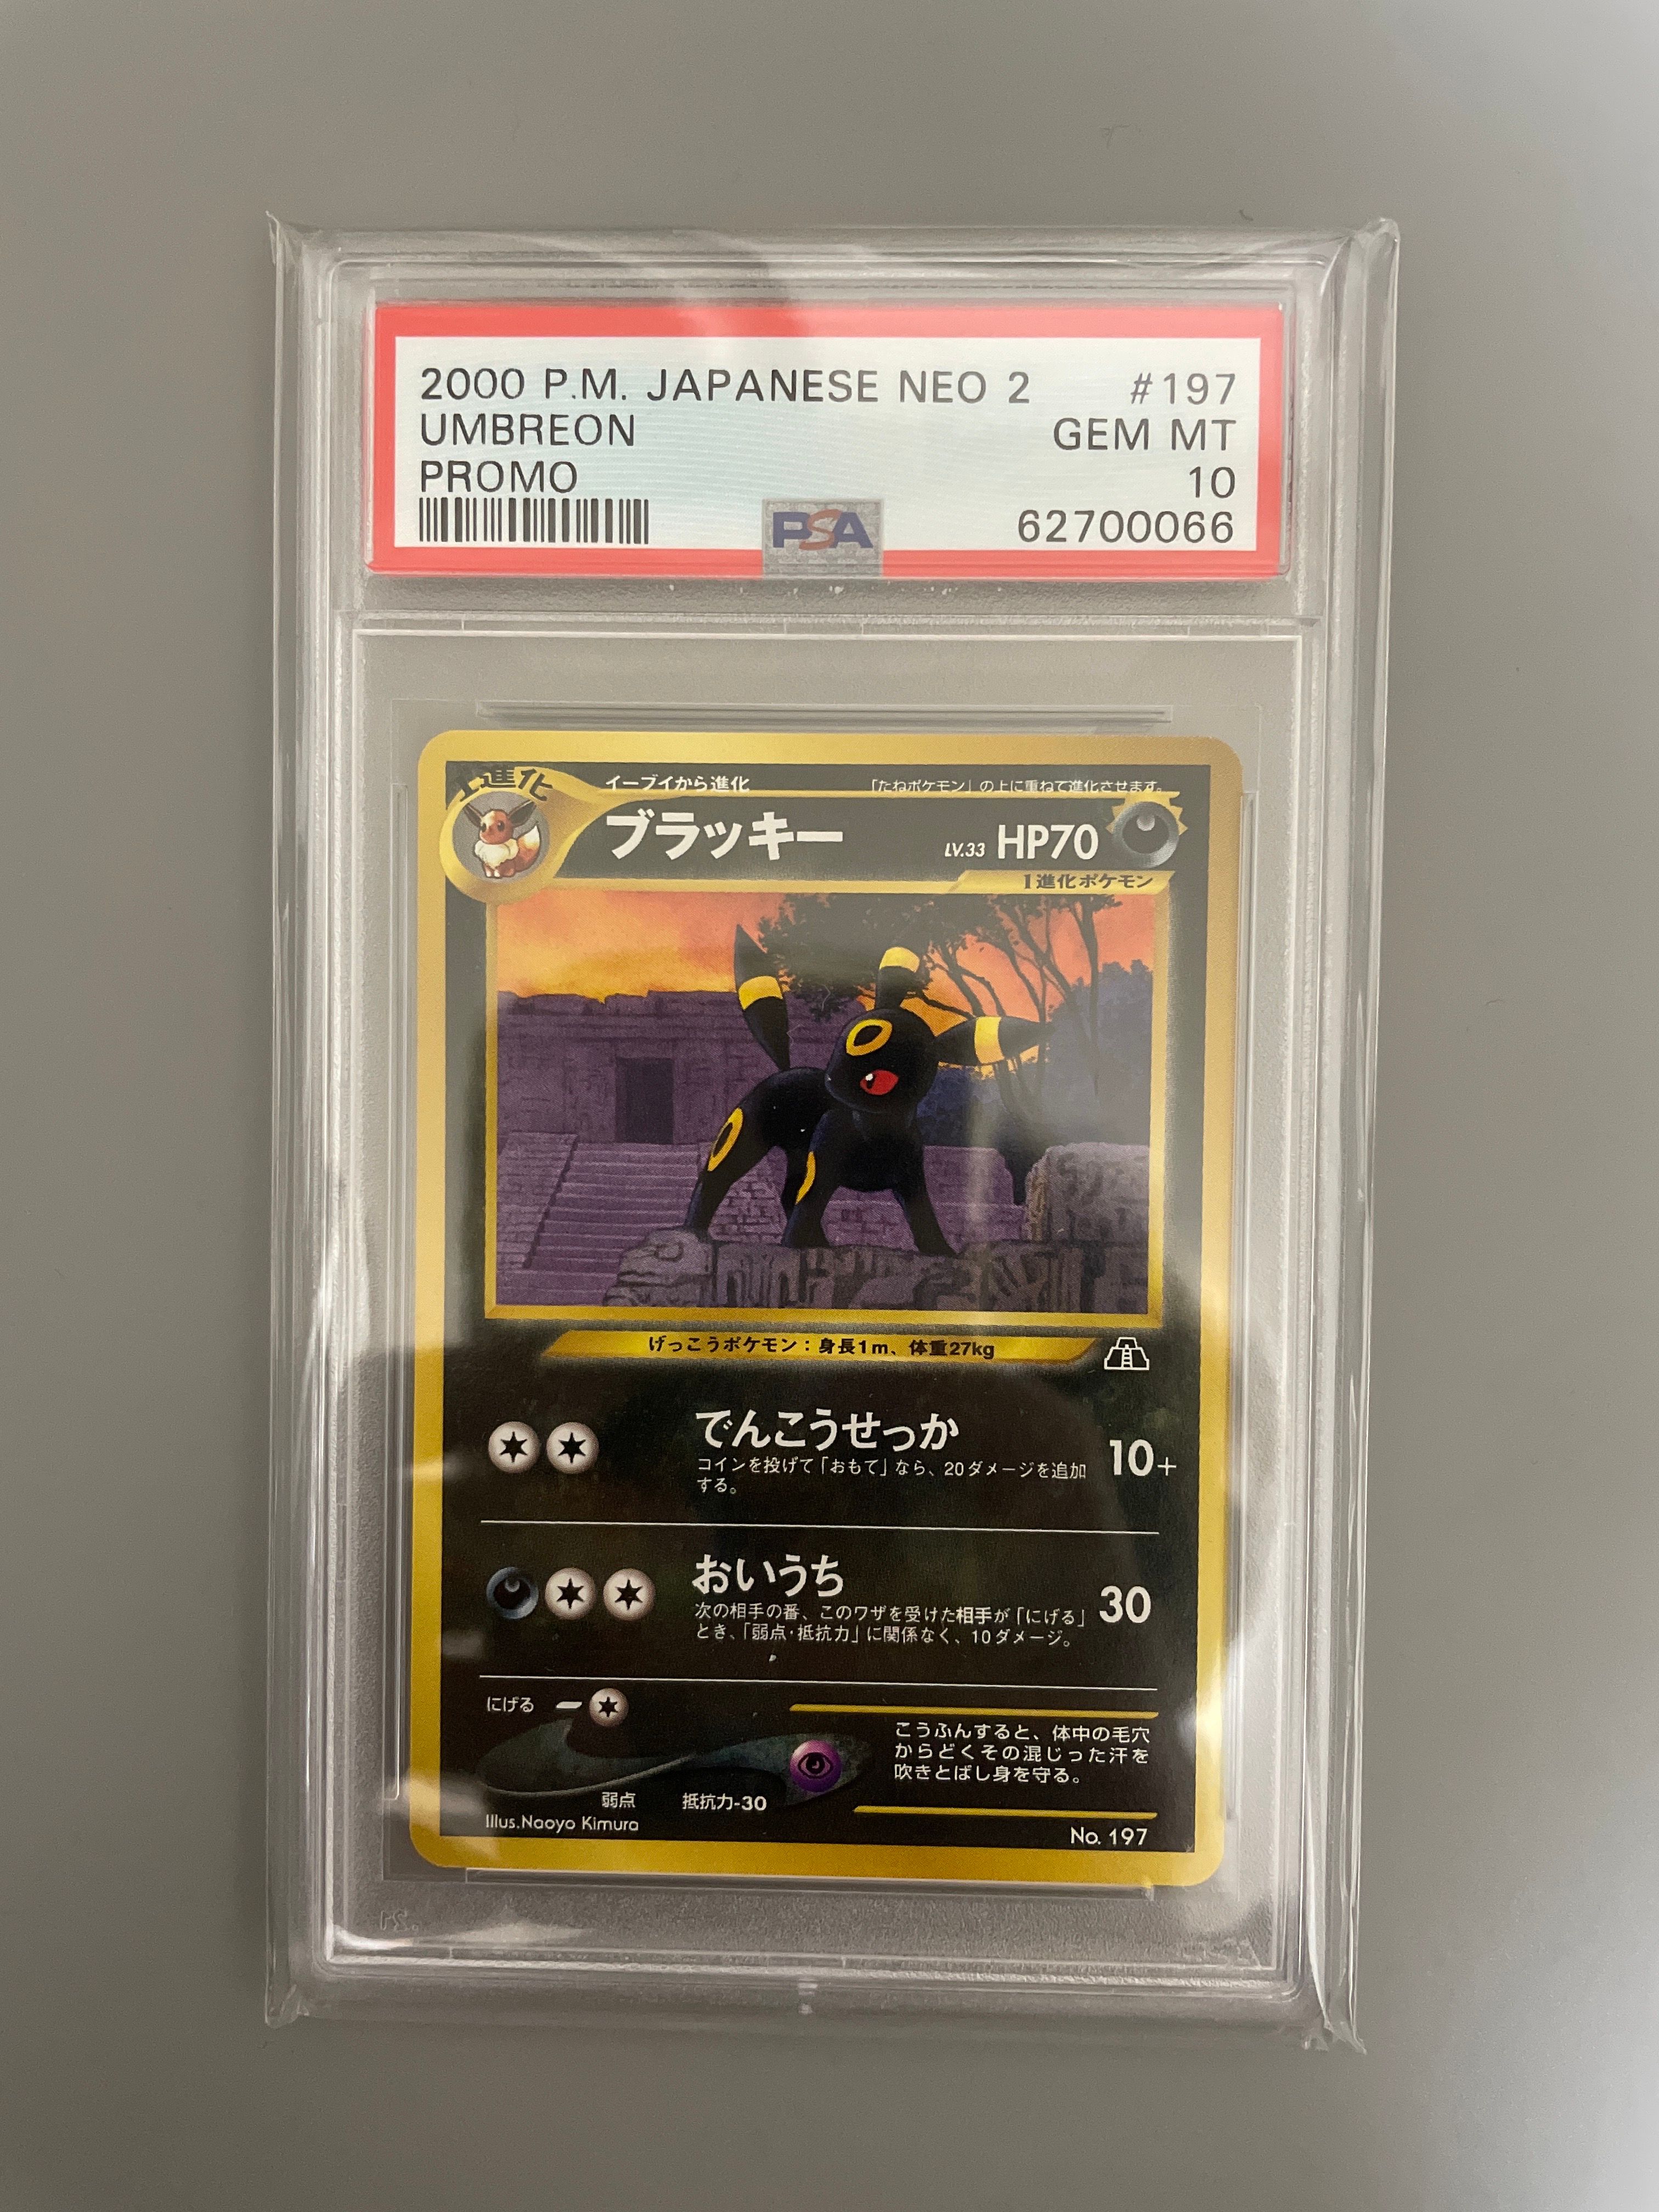 2000 P.M. JAPANESE NEO 2 #197
UMBREON GEM MT
PROMO 10
PSA 62700066
1進化 イーブイから進化 「たねポケモン」の上に重ねて進化させます。
ブラッキー LV.33 HP70
1進化ポケモン
げっこうポケモン：身長1m、体重27kg
でんこうせっか 10+
コインを投げて「おもて」なら、20ダメージを追加
する。
おいうち 30
次の相手の番、このワザを受けた相手が「にげる」
とき、「弱点・抵抗力」に関係なく、10ダメージ。
にげる
こうふんすると、体中の毛穴
からどくその混じった汗を
吹きとばし身を守る。
弱点 抵抗力-30
Illus.Naoyo Kimura
No. 197